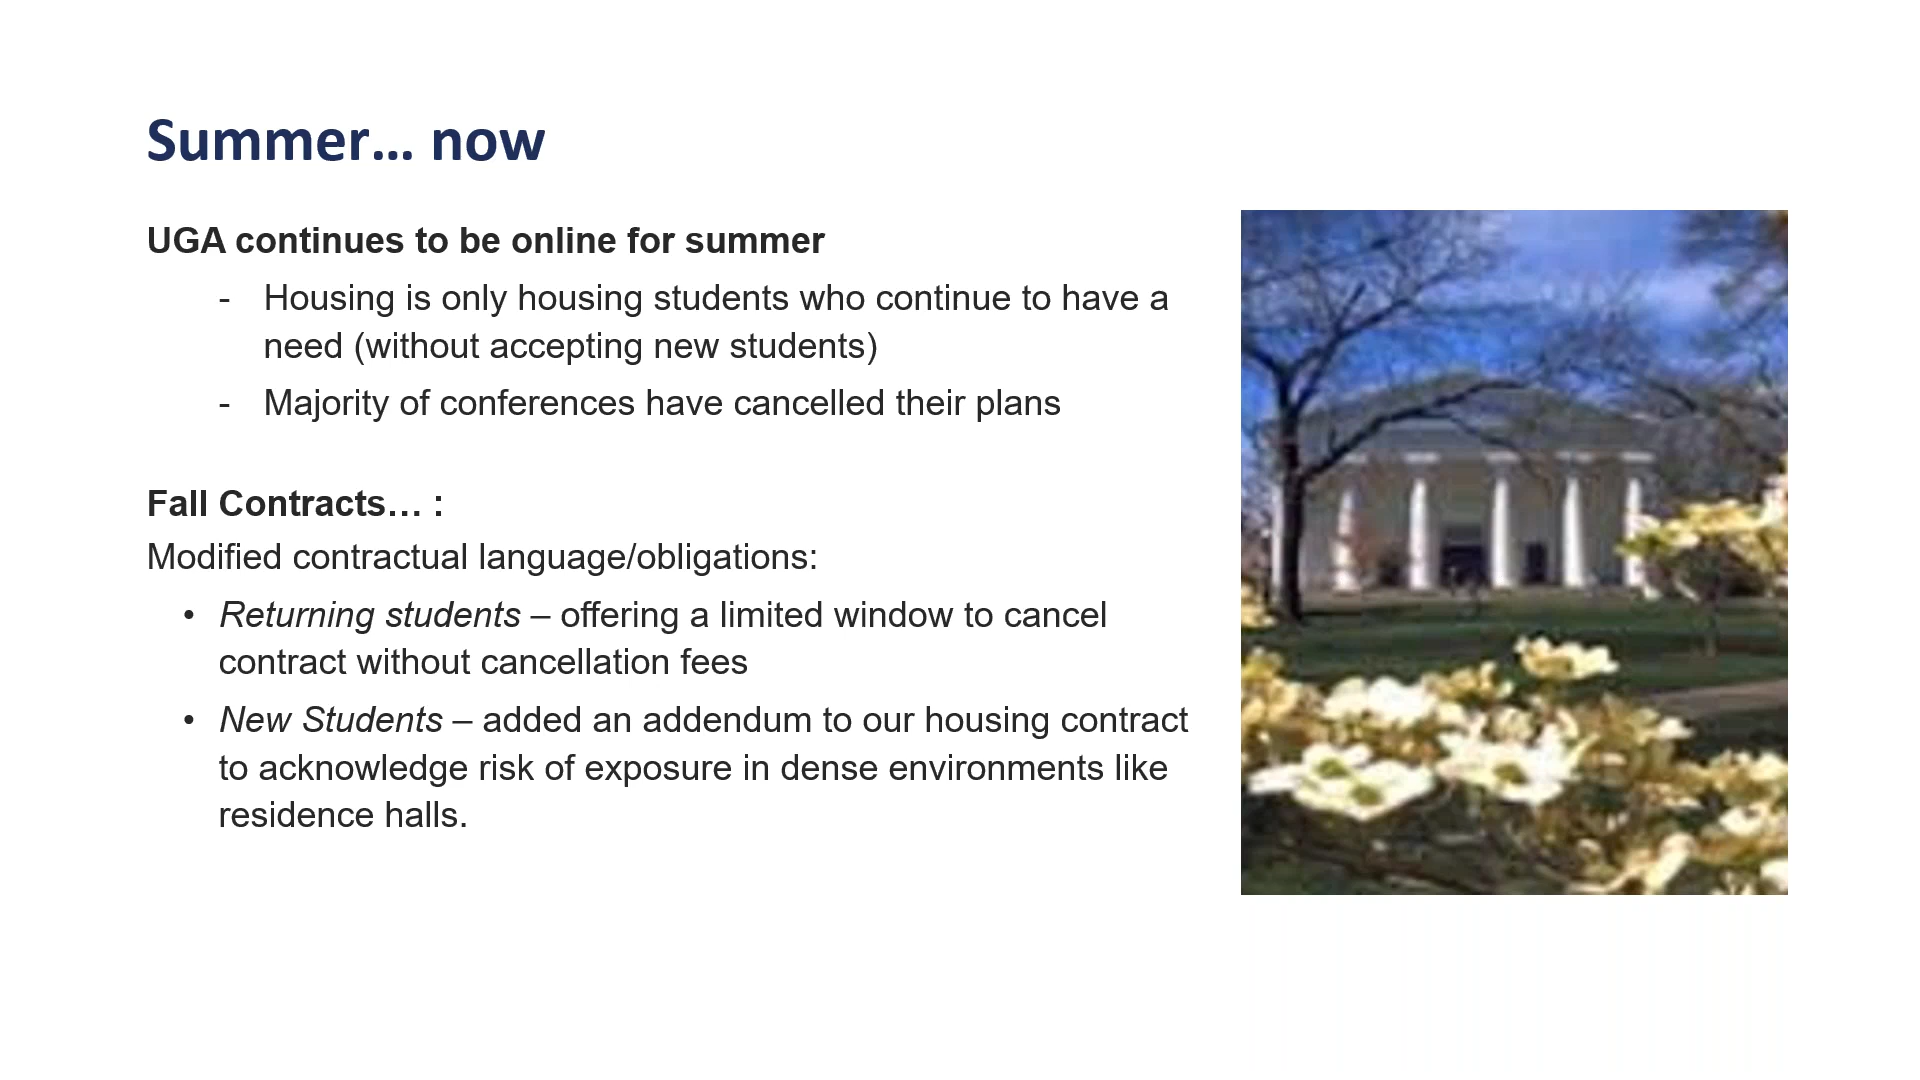 Summer... now
UGA continues to be online for summer
- Housing is only housing students who continue to have a
need (without accepting new students)
- Majority of conferences have cancelled their plans
Fall Contracts… :
Modified contractual language/obligations:
• Returning students – offering a limited window to cancel
contract without cancellation fees
• New Students – added an addendum to our housing contract
to acknowledge risk of exposure in dense environments like
residence halls.